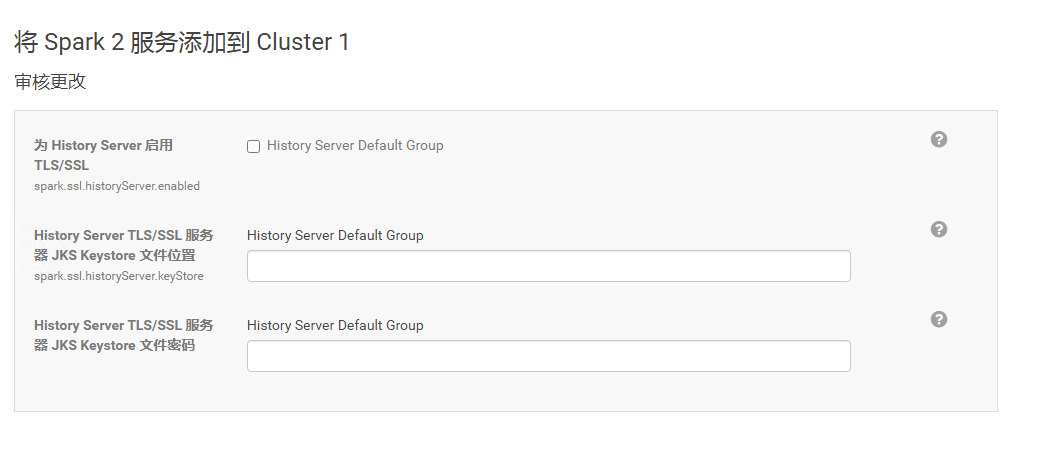 将 Spark 2 服务添加到 Cluster 1
审核更改
为 History Server 启用
TLS/SSL
spark.ssl.historyServer.enabled
History Server Default Group
History Server TLS/SSL 服务
器 JKS Keystore 文件位置
spark.ssl.historyServer.keyStore
History Server Default Group
History Server TLS/SSL 服务
器 JKS Keystore 文件密码
History Server Default Group